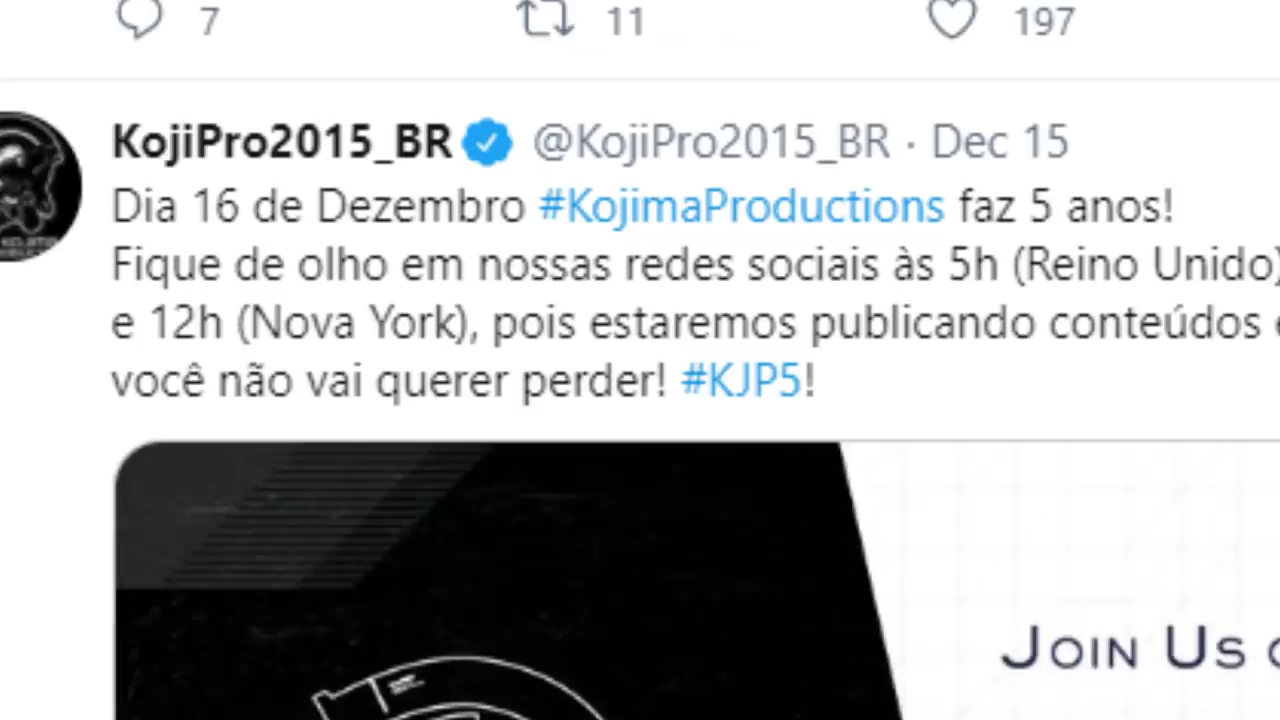 7 11 197
KojiPro2015_BR @KojiPro2015_BR · Dec 15
Dia 16 de Dezembro #KojimaProductions faz 5 anos!
Fique de olho em nossas redes sociais às 5h (Reino Unido)
e 12h (Nova York), pois estaremos publicando conteúdos
você não vai querer perder! #KJP5!
JOIN US